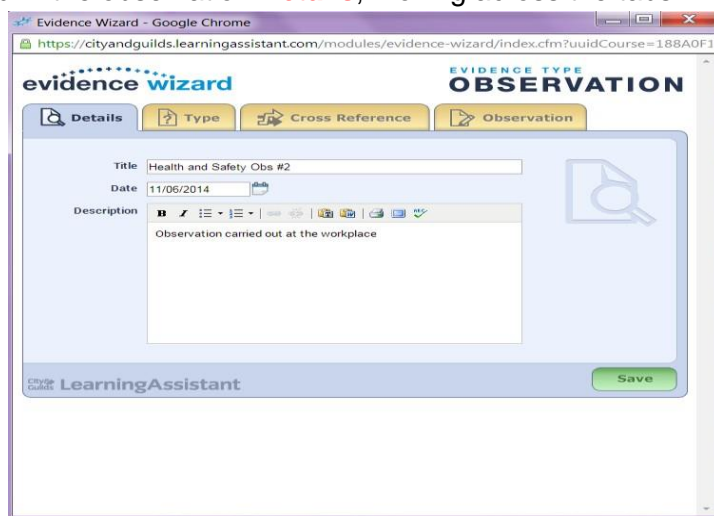 Evidence Wizard - Google Chrome
https://cityandguilds.learningassistant.com/modules/evidence-wizard/index.cfm?uuidCourse=188A0F1
evidence wizard
EVIDENCE TYPE
OBSERVATION
Details Type Cross Reference Observation
Title Health and Safety Obs #2
Date 11/06/2014
Description B I
Observation carried out at the workplace
City& Guilds LearningAssistant
Save